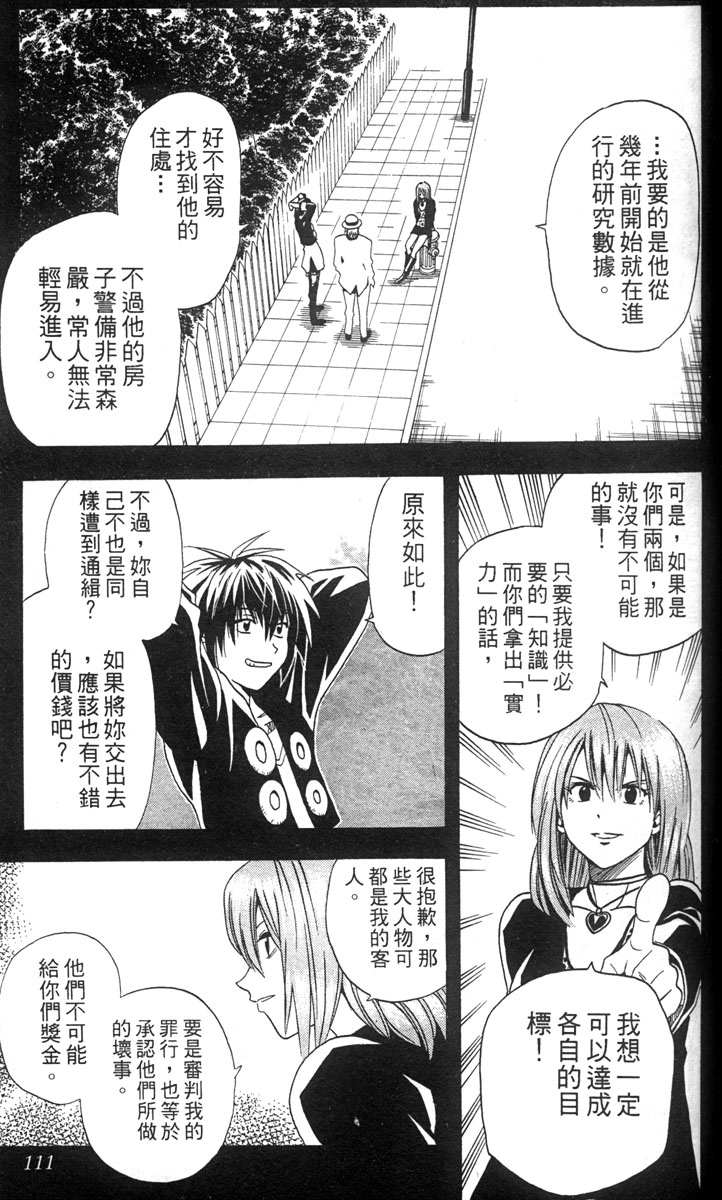 …我要的是他從
幾年前開始就在進
行的研究數據。
好不容易
才找到他的
住處…
不過他的房
子警備非常森
嚴，常人無法
輕易進入。
可是，如果是
你們兩個，那
就沒有不可能
的事！
只要我提供必
要的「知識」！
而你們拿出「實
力」的話，
我想一定
可以達成
各自的目
標！
原來如此！
不過，妳自
己不也是同
樣遭到通緝？
如果將妳交出去
，應該也有不錯
的價錢吧？
很抱歉，那
些大人物可
都是我的客
人。
要是審判我的
罪行，也等於
承認他們所做
的壞事。
他們不可能
給你們獎金。
111